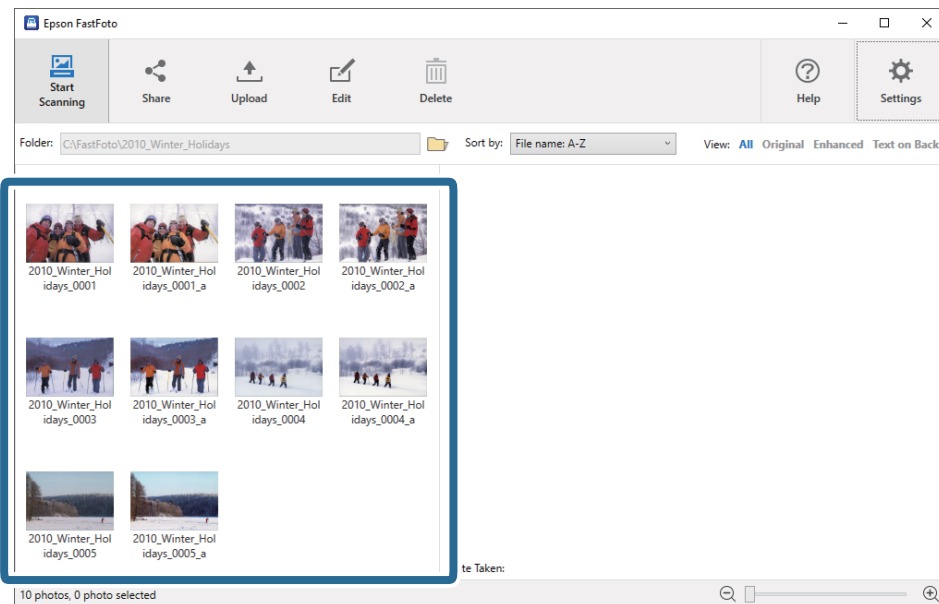 Epson FastFoto
Start
Scanning
Share
Upload
Edit
Delete
Help
Settings
Folder: C:\FastFoto\2010_Winter_Holidays
Sort by: File name: A-Z
View: All Original Enhanced Text on Back
2010_Winter_Hol
idays_0001
2010_Winter_Hol
idays_0001_a
2010_Winter_Hol
idays_0002
2010_Winter_Hol
idays_0002_a
2010_Winter_Hol
idays_0003
2010_Winter_Hol
idays_0003_a
2010_Winter_Hol
idays_0004
2010_Winter_Hol
idays_0004_a
2010_Winter_Hol
idays_0005
2010_Winter_Hol
idays_0005_a
te Taken:
10 photos, 0 photo selected